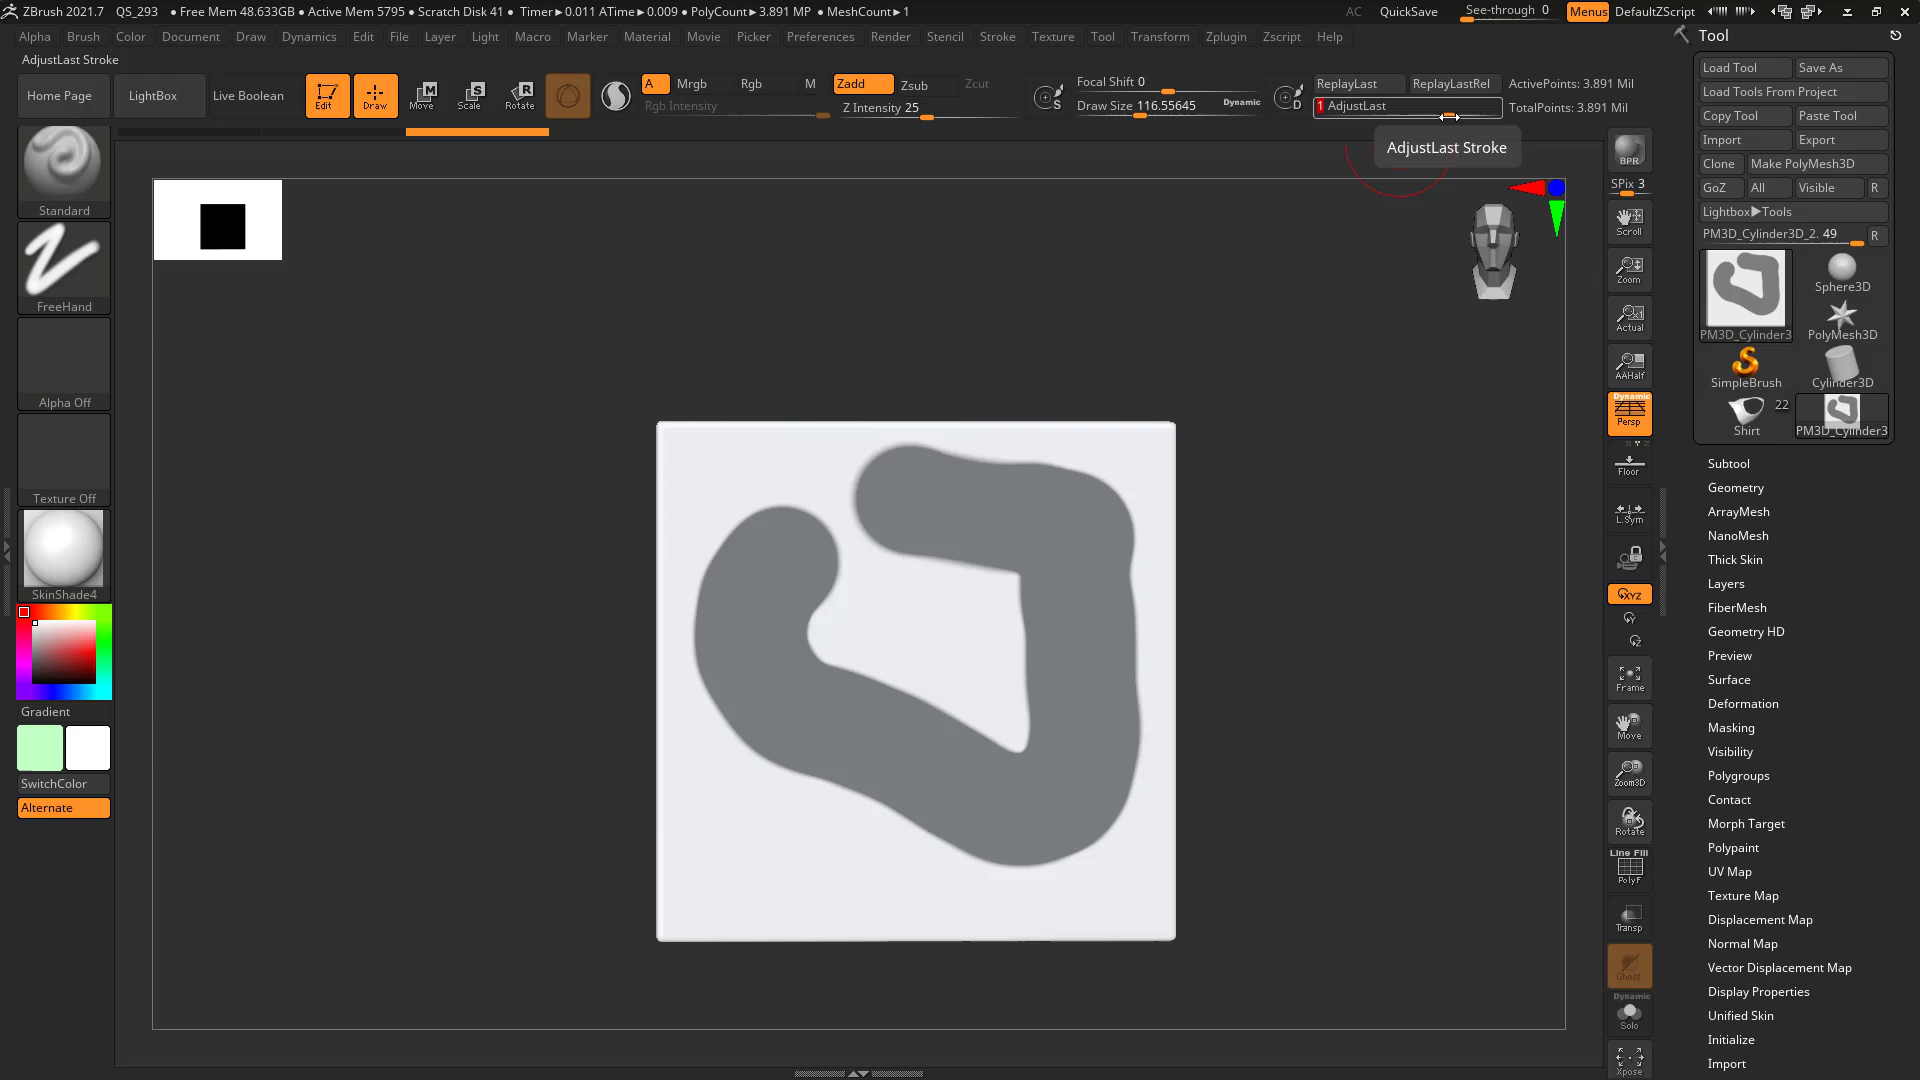 ZBrush 2021.7 QS_293 • Free Mem 48.633GB • Active Mem 5795 • Scratch Disk 41 • Timer►0.011 ATime►0.009 • PolyCount►3.891 MP • MeshCount►1 AC QuickSave See-through 0 Menus DefaultZScript
Alpha Brush Color Document Draw Dynamics Edit File Layer Light Macro Marker Material Movie Picker Preferences Render Stencil Stroke Texture Tool Transform Zplugin Zscript Help
AdjustLast Stroke
Home Page LightBox Live Boolean Edit Draw Move Scale Rotate
M S R
A Mrgb Rgb M Zadd Zsub Zcut
Rgb Intensity Z Intensity 25
S Focal Shift 0
Draw Size 116.55645 Dynamic
D ReplayLast ReplayLastRel ActivePoints: 3.891 Mil
1 AdjustLast TotalPoints: 3.891 Mil
AdjustLast Stroke
Standard
FreeHand
Alpha Off
Texture Off
SkinShade4
Gradient
SwitchColor
Alternate
BPR
SPix 3
Scroll
Zoom
Actual
AAHalf
Dynamic
Persp
Floor
L.Sym
XYZ
Y
Z
Frame
Move
Zoom3D
Rotate
Line Fill
PolyF
Transp
Ghost
Dynamic
Solo
Xpose
Tool
Load Tool Save As
Load Tools From Project
Copy Tool Paste Tool
Import Export
Clone Make PolyMesh3D
GoZ All Visible R
Lightbox►Tools
PM3D_Cylinder3D_2. 49 R
PM3D_Cylinder3 Sphere3D
PolyMesh3D
SimpleBrush Cylinder3D
22
Shirt PM3D_Cylinder3
Subtool
Geometry
ArrayMesh
NanoMesh
Thick Skin
Layers
FiberMesh
Geometry HD
Preview
Surface
Deformation
Masking
Visibility
Polygroups
Contact
Morph Target
Polypaint
UV Map
Texture Map
Displacement Map
Normal Map
Vector Displacement Map
Display Properties
Unified Skin
Initialize
Import